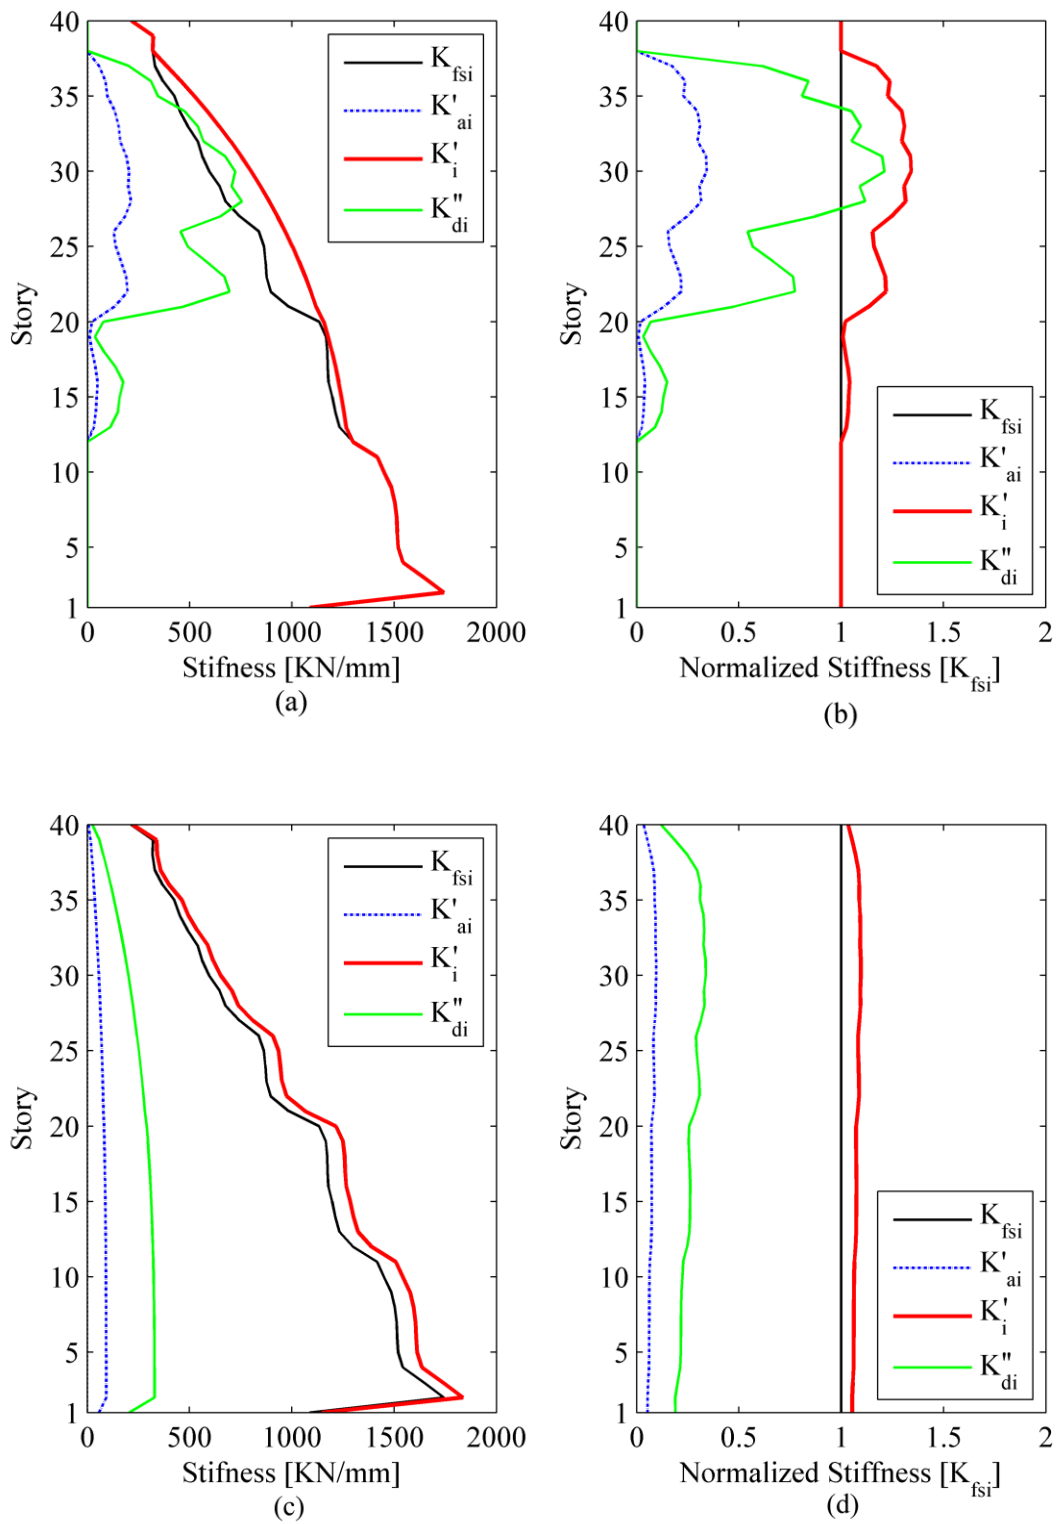 40
35
30
25
20
15
10
5
1
Story
0
500
1000
1500
2000
Stifness [KN/mm]
(a)
K_fsi
K'_ai
K'_i
K''_di
40
35
30
25
20
15
10
5
1
Story
0
0.5
1
1.5
2
Normalized Stiffness [K_fsi]
(b)
K_fsi
K'_ai
K'_i
K''_di
40
35
30
25
20
15
10
5
1
Story
0
500
1000
1500
2000
Stifness [KN/mm]
(c)
K_fsi
K'_ai
K'_i
K''_di
40
35
30
25
20
15
10
5
1
Story
0
0.5
1
1.5
2
Normalized Stiffness [K_fsi]
(d)
K_fsi
K'_ai
K'_i
K''_di